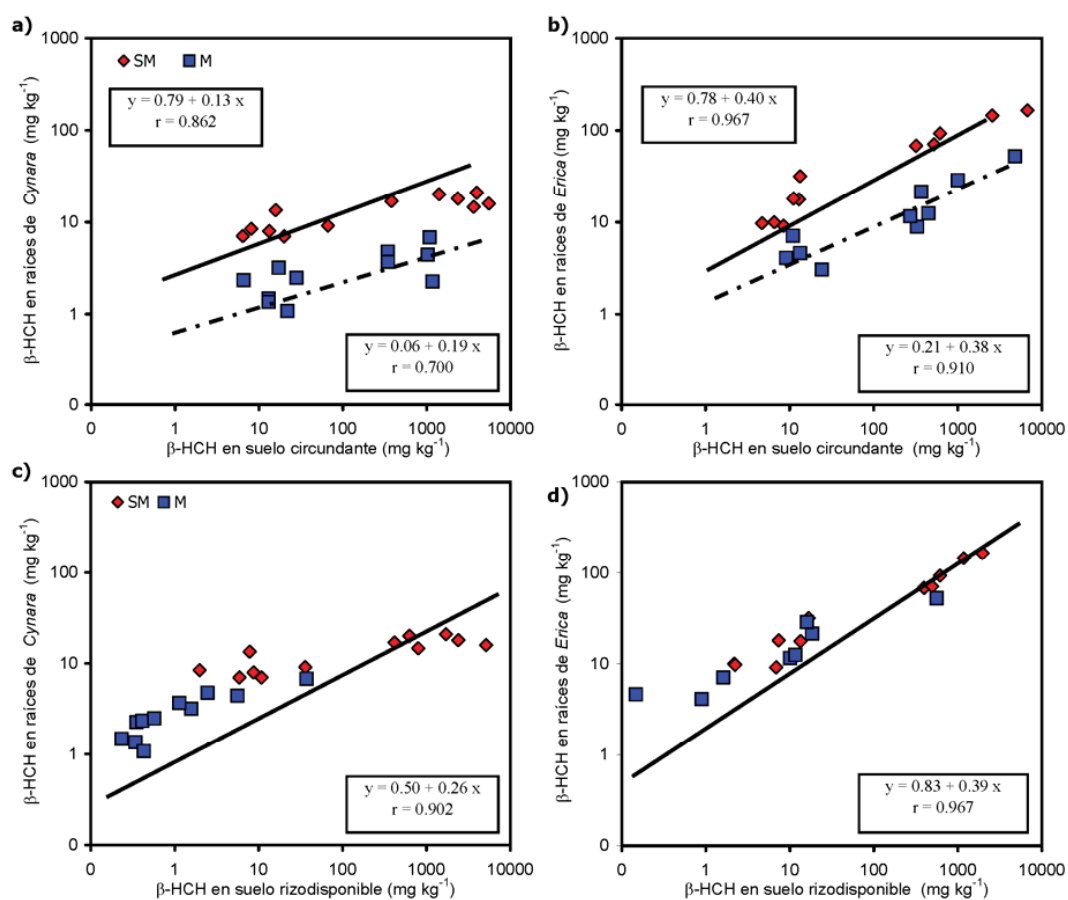 a)
1000
100
10
1
0
β-HCH en raíces de Cynara (mg kg⁻¹)
SM M
y = 0.79 + 0.13 x
r = 0.862
y = 0.06 + 0.19 x
r = 0.700
0 1 10 100 1000 10000
β-HCH en suelo circundante (mg kg⁻¹)
b)
1000
100
10
1
0
β-HCH en raíces de Erica (mg kg⁻¹)
y = 0.78 + 0.40 x
r = 0.967
y = 0.21 + 0.38 x
r = 0.910
0 1 10 100 1000 10000
β-HCH en suelo circundante (mg kg⁻¹)
c)
1000
100
10
1
0
β-HCH en raíces de Cynara (mg kg⁻¹)
SM M
y = 0.50 + 0.26 x
r = 0.902
0 1 10 100 1000 10000
β-HCH en suelo rizodisponible (mg kg⁻¹)
d)
1000
100
10
1
0
β-HCH en raíces de Erica (mg kg⁻¹)
y = 0.83 + 0.39 x
r = 0.967
0 1 10 100 1000 10000
β-HCH en suelo rizodisponible (mg kg⁻¹)